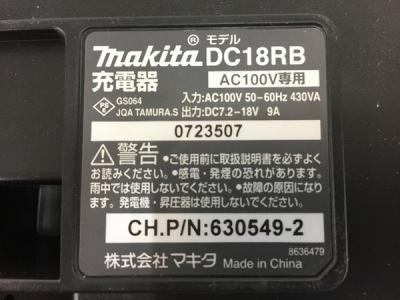 モデル
makita® DC18RB
充電器 AC100V専用
PSE GS064 入力:AC100V 50-60Hz 430VA
JQA TAMURA.S 出力:DC7.2-18V 9A
0723507
⚠警告 •ご使用前に取扱説明書を必ずよく
お読みください。•感電・発煙の恐れがあります。
雨中では使用しないでください。•故障の原因になり
ます。発電機・昇圧器は使用しないでください。
CH.P/N:630549-2
8636479
株式会社マキタ Made in China